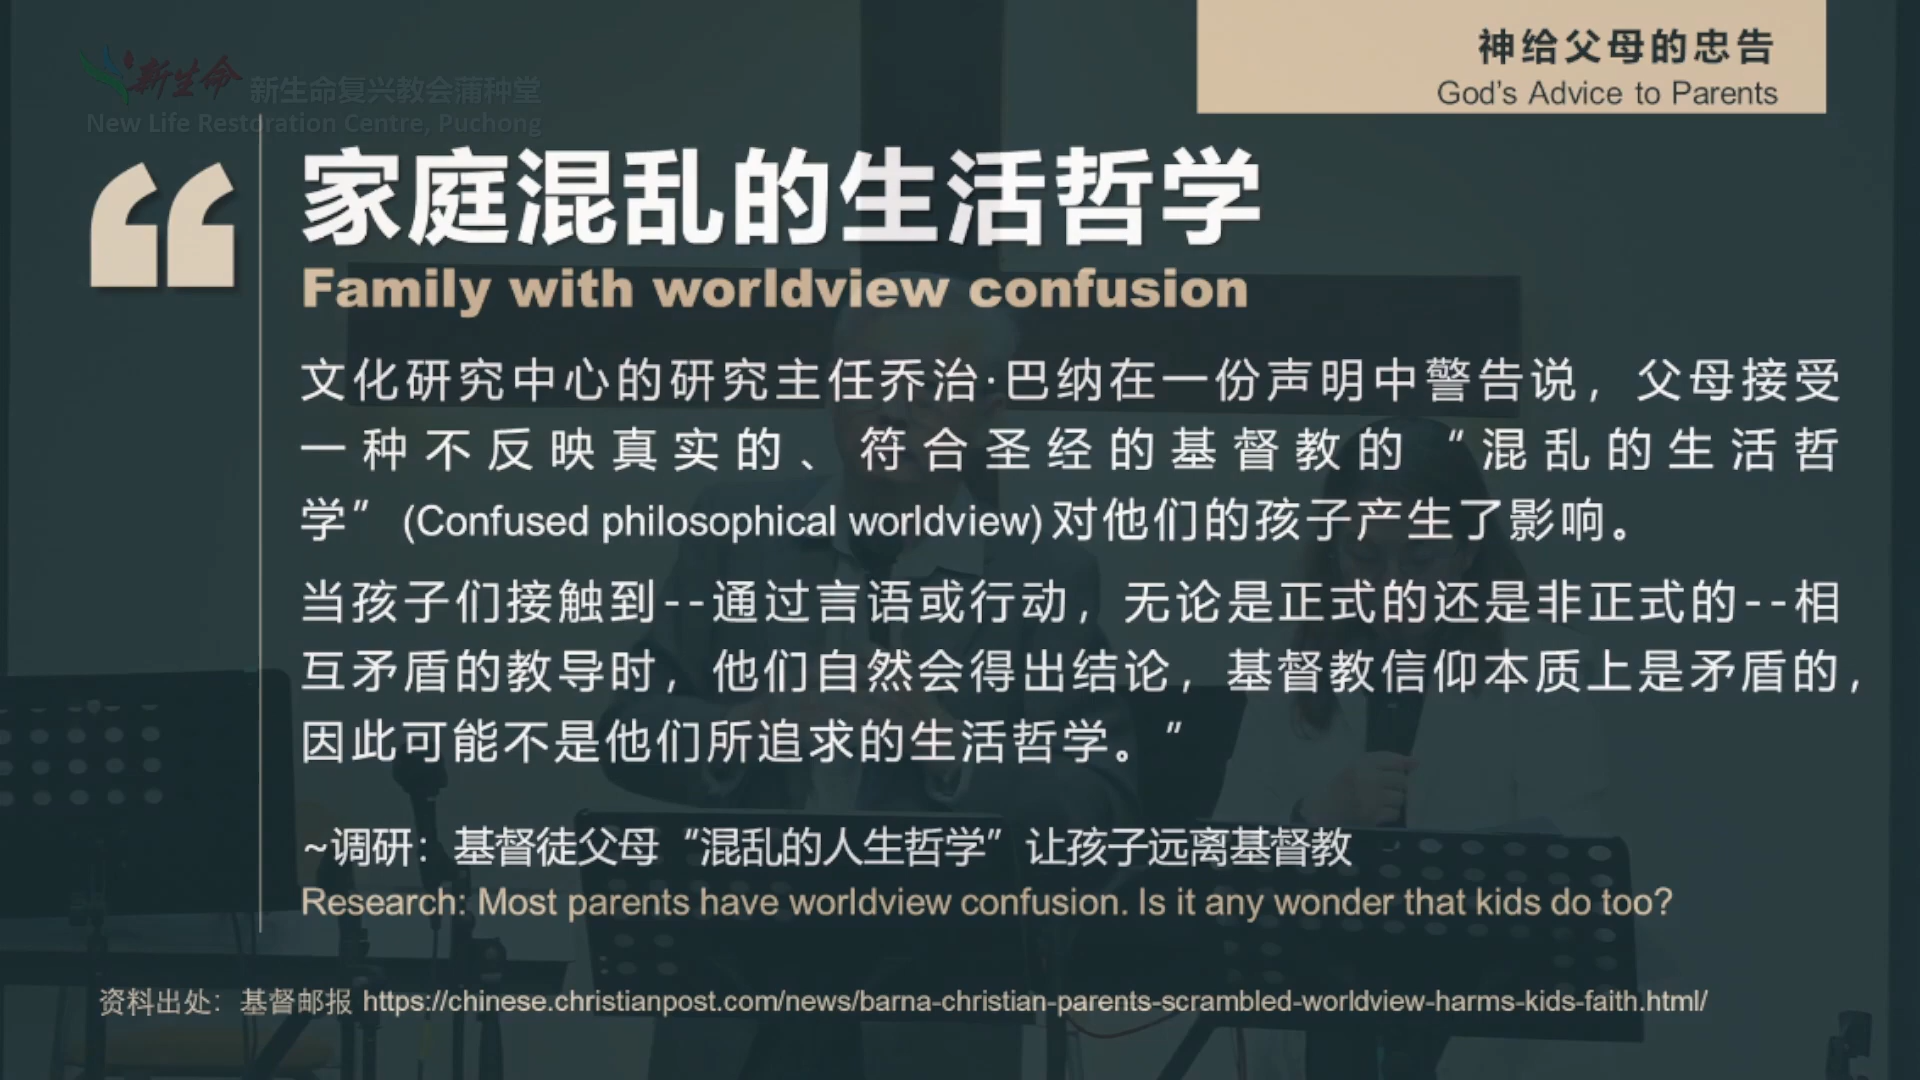 神给父母的忠告
God's Advice to Parents
新生命 新生命复兴教会蒲种堂
New Life Restoration Centre, Puchong
家庭混乱的生活哲学
Family with worldview confusion
文化研究中心的研究主任乔治·巴纳在一份声明中警告说，父母接受
一种不反映真实的、符合圣经的基督教的“混乱的生活哲
学” (Confused philosophical worldview) 对他们的孩子产生了影响。
当孩子们接触到--通过言语或行动，无论是正式的还是非正式的--相
互矛盾的教导时，他们自然会得出结论，基督教信仰本质上是矛盾的，
因此可能不是他们所追求的生活哲学。”
~调研：基督徒父母“混乱的人生哲学”让孩子远离基督教
Research: Most parents have worldview confusion. Is it any wonder that kids do too?
资料出处：基督邮报 https://chinese.christianpost.com/news/barna-christian-parents-scrambled-worldview-harms-kids-faith.html/